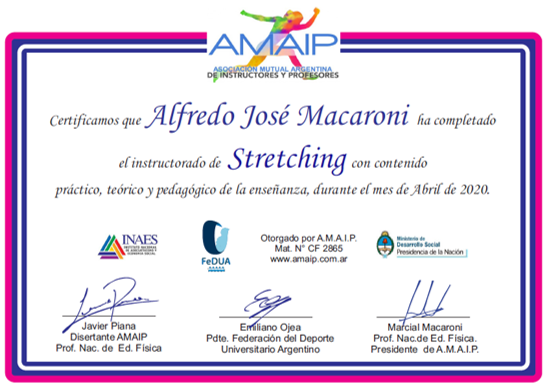 AMAIP
ASOCIACIÓN MUTUAL ARGENTINA
DE INSTRUCTORES Y PROFESORES
Certificamos que Alfredo José Macaroni ha completado
el instructorado de Stretching con contenido
práctico, teórico y pedagógico de la enseñanza, durante el mes de Abril de 2020.
INAES
INSTITUTO NACIONAL
DE ASOCIATIVISMO Y
ECONOMÍA SOCIAL
FeDUA
Otorgado por A.M.A.I.P.
Mat. N° CF 2865
www.amaip.com.ar
Ministerio de
Desarrollo Social
Presidencia de la Nación
Javier Piana
Disertante AMAIP
Prof. Nac. de Ed. Física
Emiliano Ojea
Pdte. Federación del Deporte
Universitario Argentino
Marcial Macaroni
Prof. Nac.de Ed. Física.
Presidente de A.M.A.I.P.